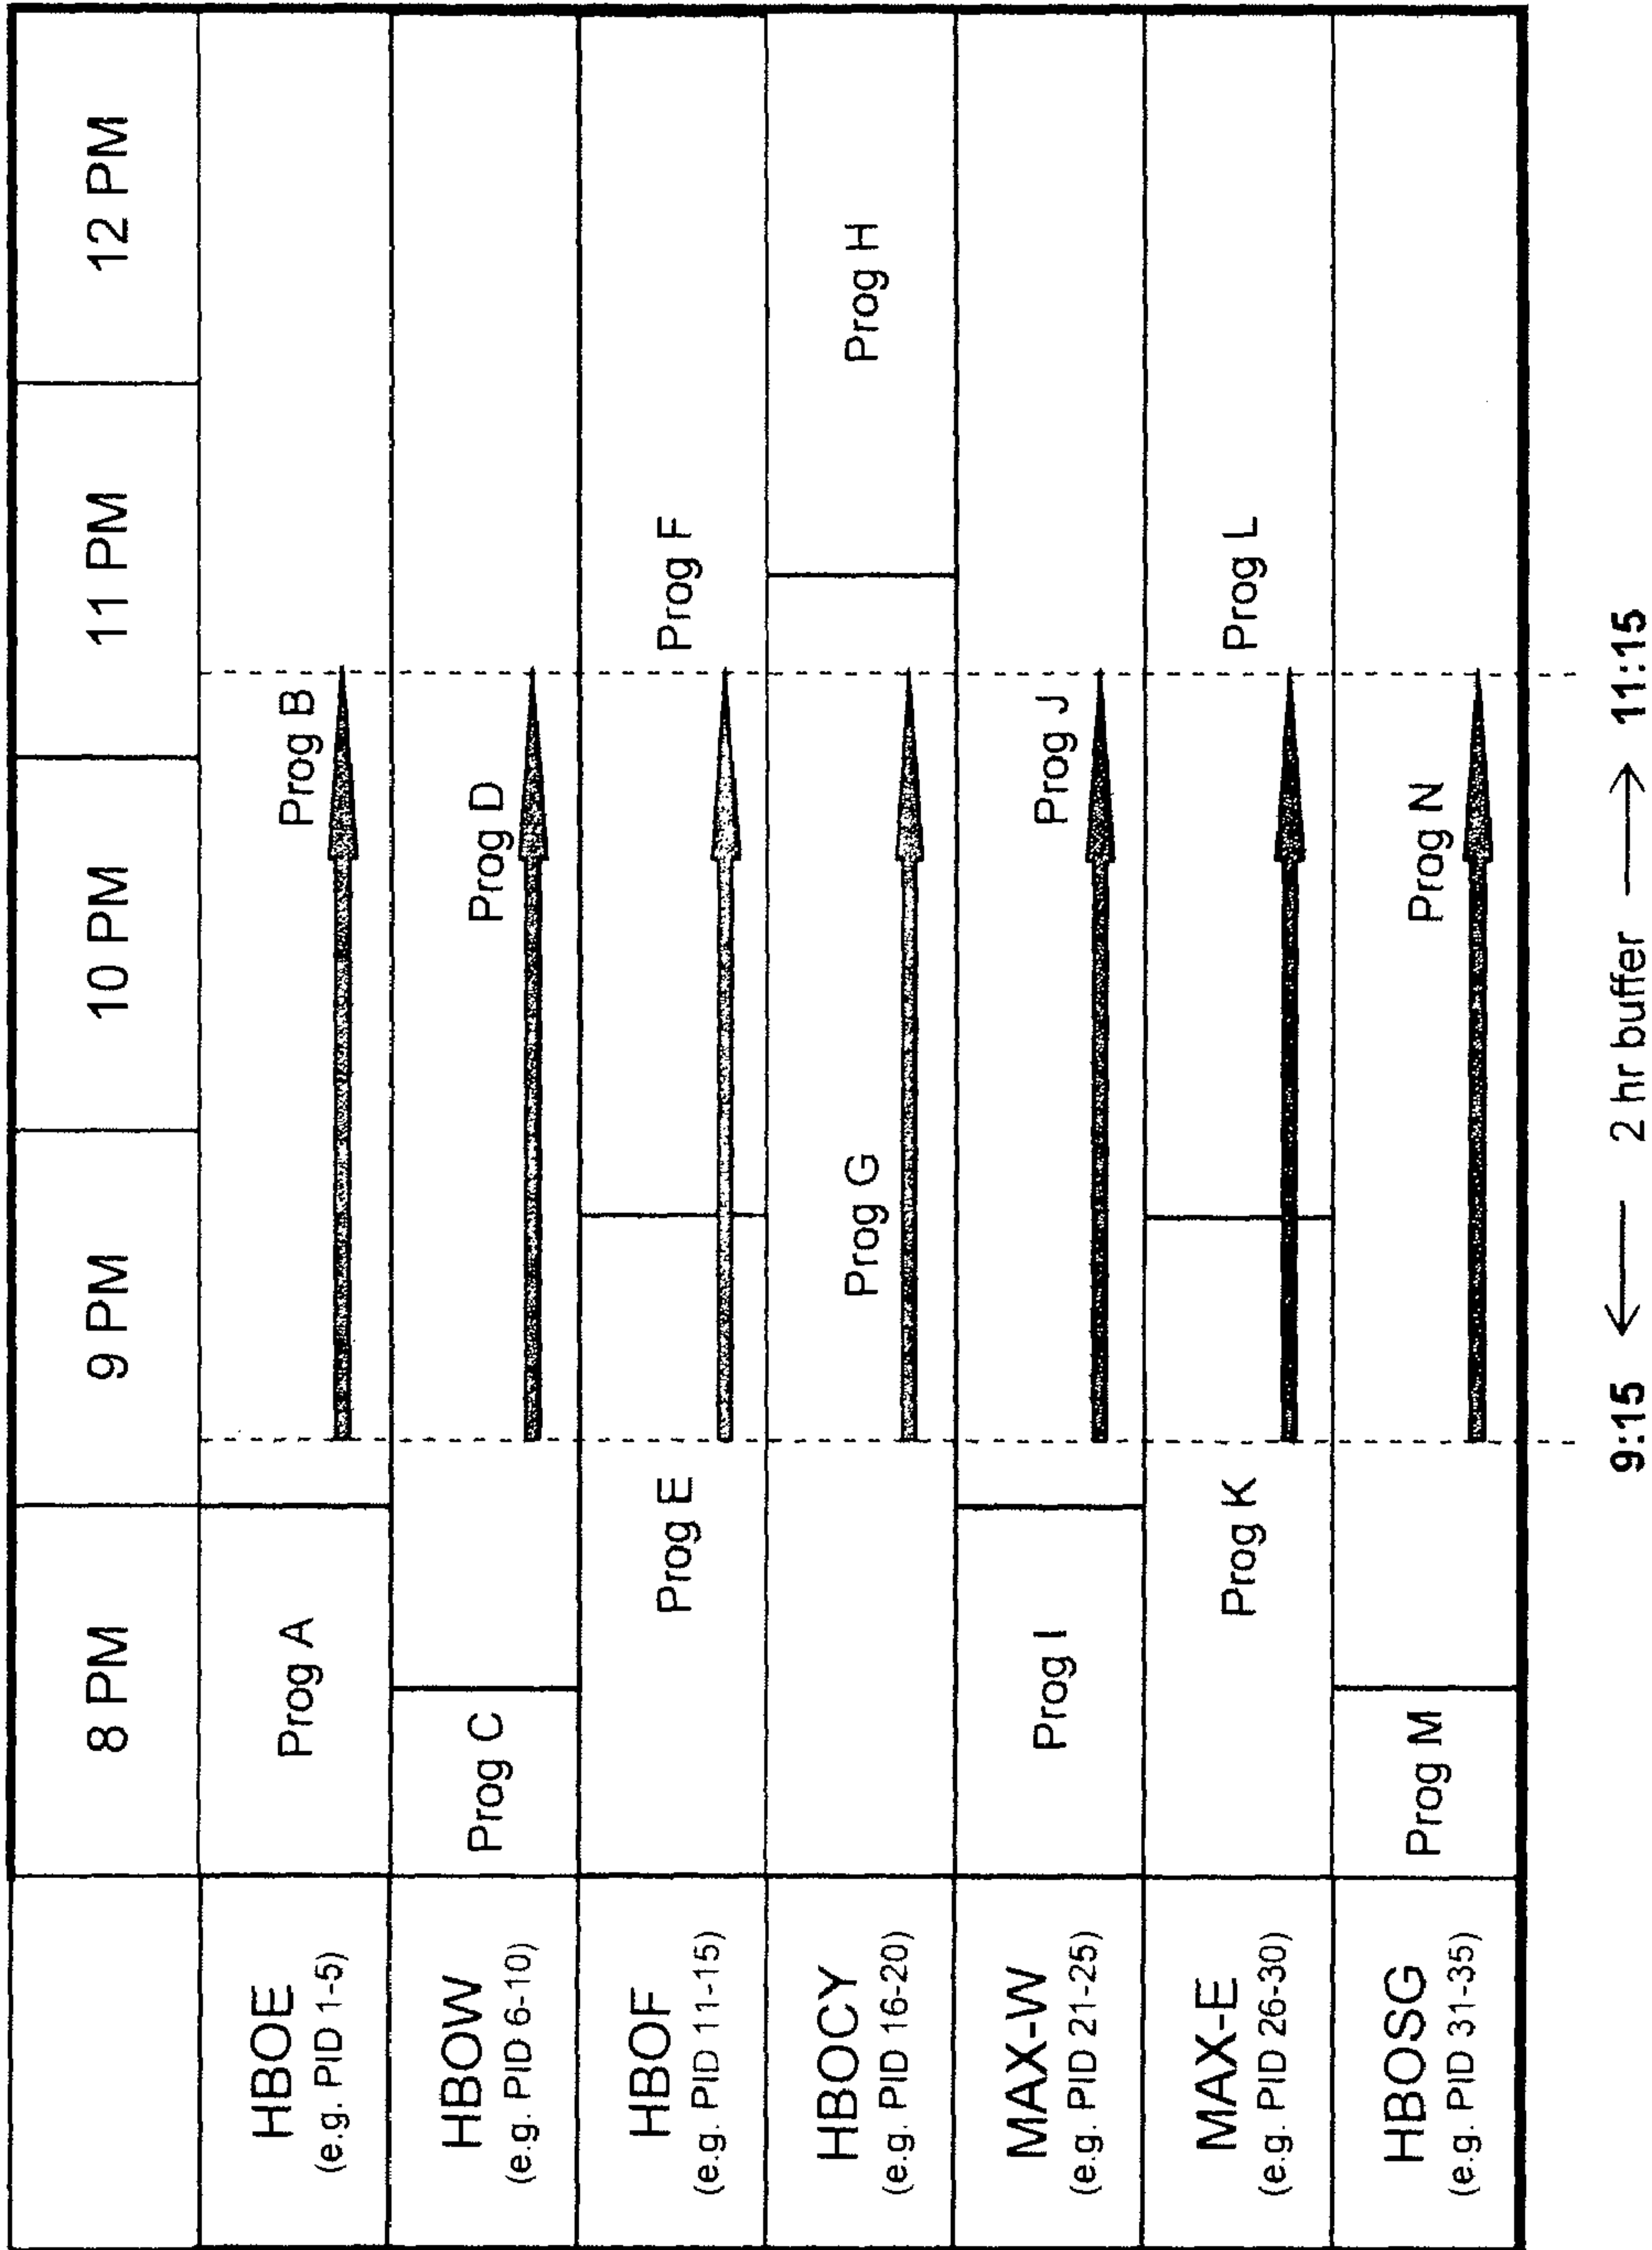 8 PM
9 PM
10 PM
11 PM
12 PM
HBOE
(e.g. PID 1-5)
Prog A
Prog B
HBOW
(e.g. PID 6-10)
Prog C
Prog D
HBOF
(e.g. PID 11-15)
Prog E
Prog F
HBOCY
(e.g. PID 16-20)
Prog G
Prog H
MAX-W
(e.g. PID 21-25)
Prog I
Prog J
MAX-E
(e.g. PID 26-30)
Prog K
Prog L
HBOSG
(e.g. PID 31-35)
Prog M
Prog N
9:15 ← 2 hr buffer → 11:15